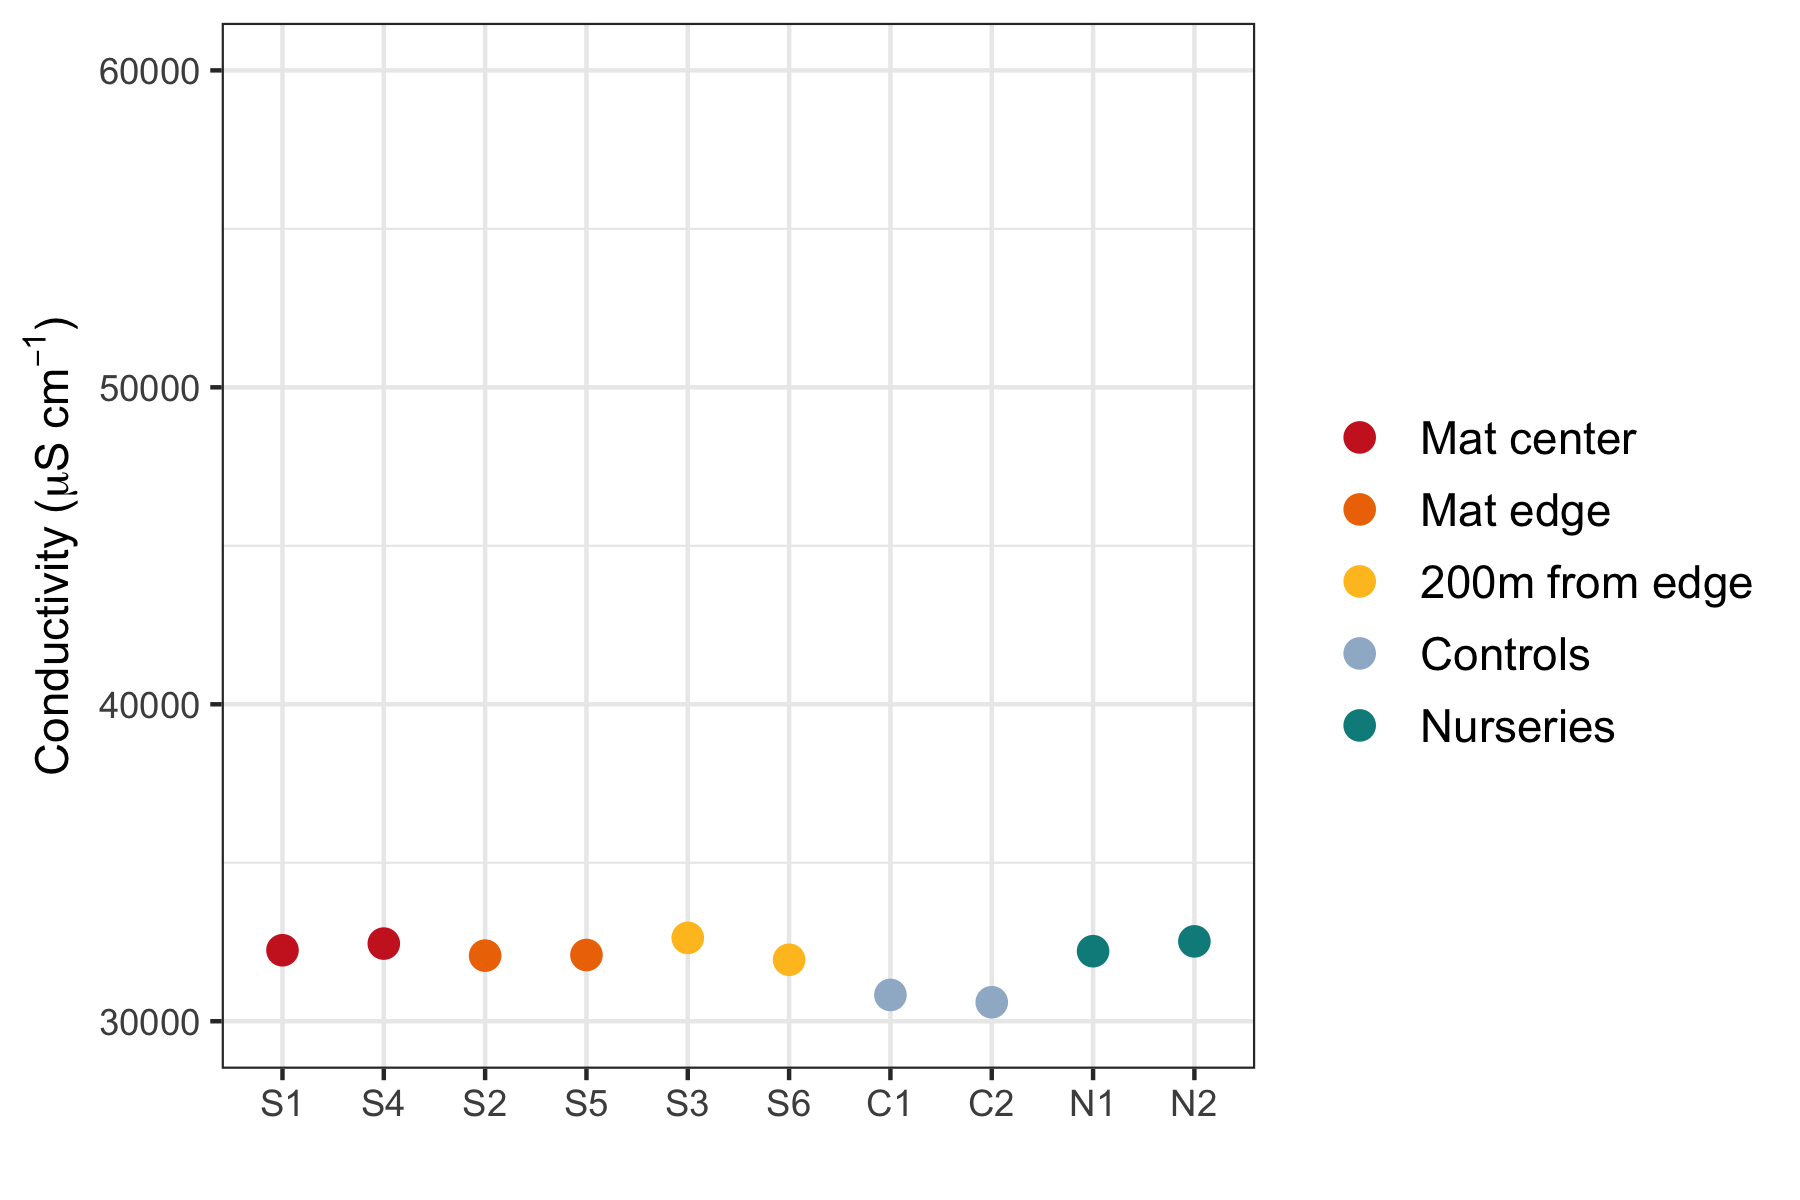 60000
50000
40000
30000
Conductivity (μS cm⁻¹)
S1 S4 S2 S5 S3 S6 C1 C2 N1 N2
Mat center
Mat edge
200m from edge
Controls
Nurseries